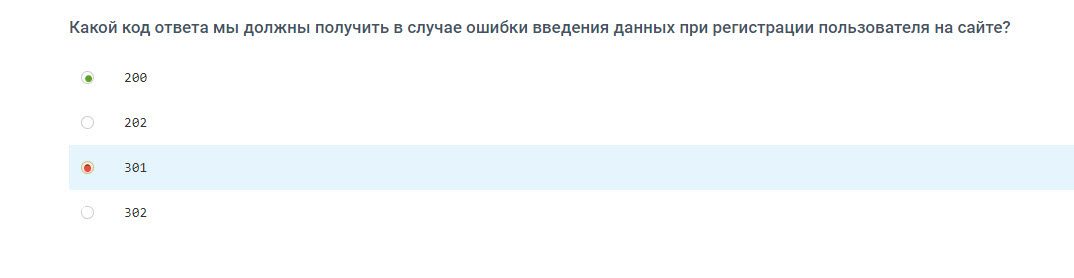 Какой код ответа мы должны получить в случае ошибки введения данных при регистрации пользователя на сайте?
200
202
301
302